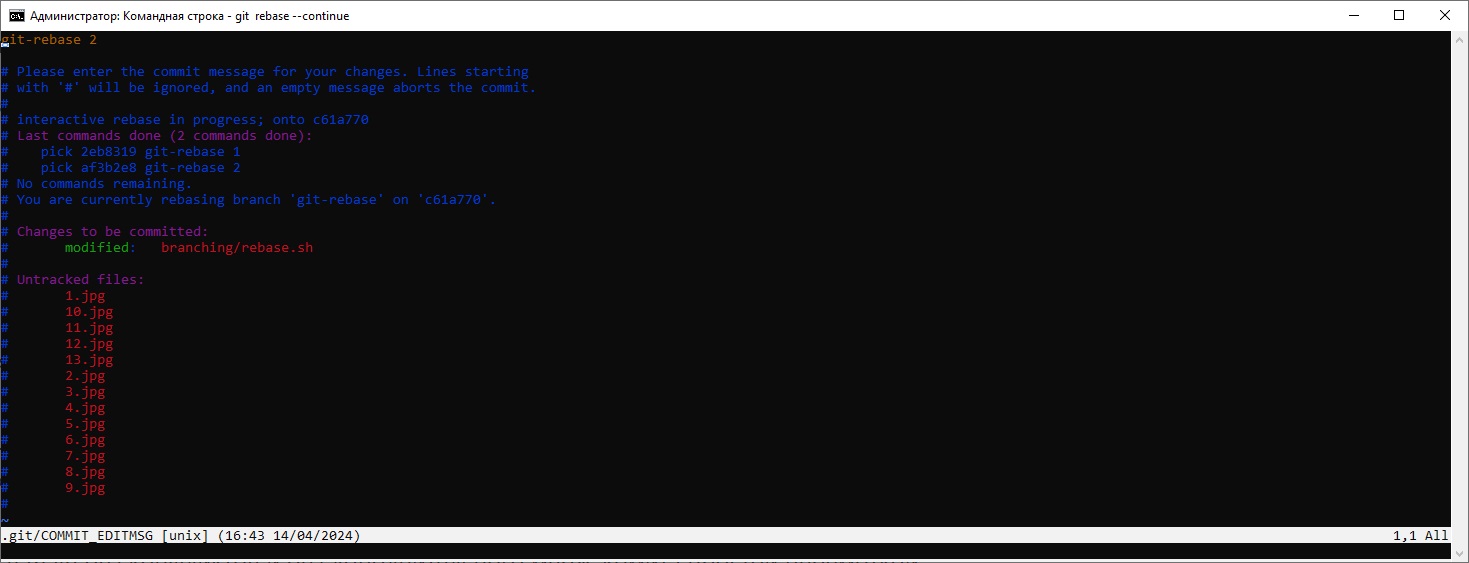 Администратор: Командная строка - git rebase --continue
git-rebase 2
# Please enter the commit message for your changes. Lines starting
# with '#' will be ignored, and an empty message aborts the commit.
#
# interactive rebase in progress; onto c61a770
# Last commands done (2 commands done):
#    pick 2eb8319 git-rebase 1
#    pick af3b2e8 git-rebase 2
# No commands remaining.
# You are currently rebasing branch 'git-rebase' on 'c61a770'.
#
# Changes to be committed:
#       modified:   branching/rebase.sh
#
# Untracked files:
#       1.jpg
#       10.jpg
#       11.jpg
#       12.jpg
#       13.jpg
#       2.jpg
#       3.jpg
#       4.jpg
#       5.jpg
#       6.jpg
#       7.jpg
#       8.jpg
#       9.jpg
#
~
.git/COMMIT_EDITMSG [unix] (16:43 14/04/2024) 1,1 All